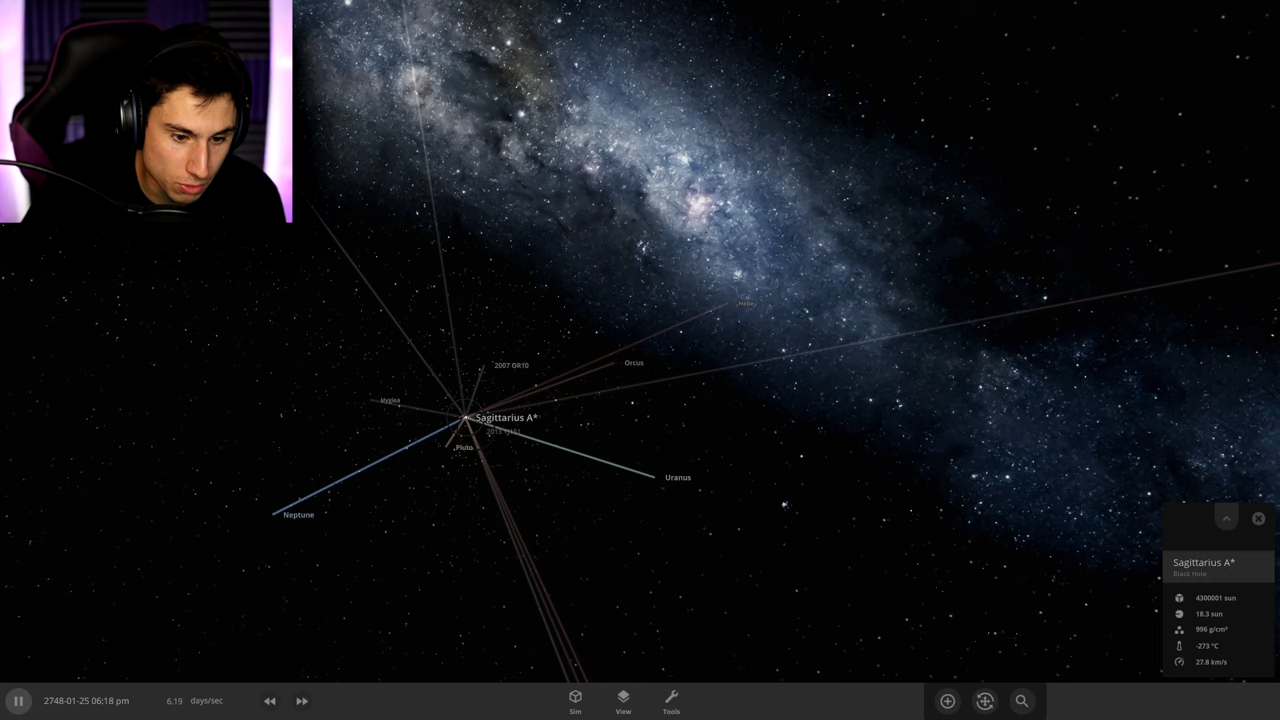 Hebe
2007 OR10
Orcus
Hygiea
Sagittarius A*
Pluto
Uranus
Neptune
Sagittarius A*
Black Hole
4300001 sun
18.3 sun
996 g/cm³
-273 °C
27.8 km/s
2748-01-25 06:18 pm
6.19 days/sec
Sim
View
Tools